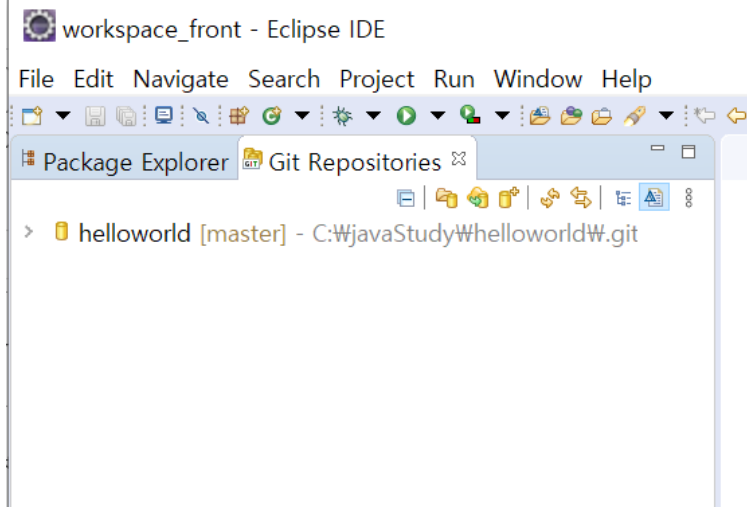 workspace_front - Eclipse IDE
File Edit Navigate Search Project Run Window Help
Package Explorer GIT Git Repositories
helloworld [master] - C:₩javaStudy₩helloworld₩.git